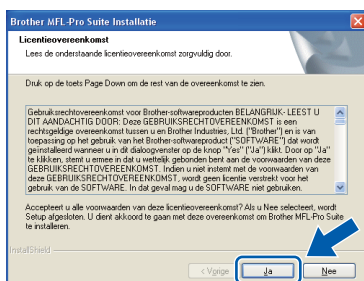 Brother MFL-Pro Suite Installatie
Licentieovereenkomst
Lees de onderstaande licentieovereenkomst zorgvuldig door.
Druk op de toets Page Down om de rest van de overeenkomst te zien.
Gebruiksrechtovereenkomst voor Brother-softwareproducten BELANGRIJK- LEEST U
DIT AANDACHTIG DOOR: Deze GEBRUIKSRECHTOVEREENKOMST is een
rechtsgeldige overeenkomst tussen u en Brother Industries, Ltd. ("Brother") en is van
toepassing op het gebruik van het Brother-softwareproduct ("SOFTWARE") dat wordt
geïnstalleerd wanneer u in dit dialoogvenster op de knop "Yes" ("Ja") klikt. Door op "Ja"
te klikken, stemt u ermee in dat u wettelijk gebonden bent aan de voorwaarden van deze
GEBRUIKSRECHTOVEREENKOMST. Indien u niet instemt met de voorwaarden van
deze GEBRUIKSRECHTOVEREENKOMST, wordt geen licentie verstrekt voor het
gebruik van de SOFTWARE. In dat geval mag u de SOFTWARE niet gebruiken.
Accepteert u alle voorwaarden van deze licentieovereenkomst? Als u Nee selecteert, wordt
Setup afgesloten. U dient akkoord te gaan met deze overeenkomst om Brother MFL-Pro Suite
te installeren.
InstallShield
< Vorige
Ja
Nee